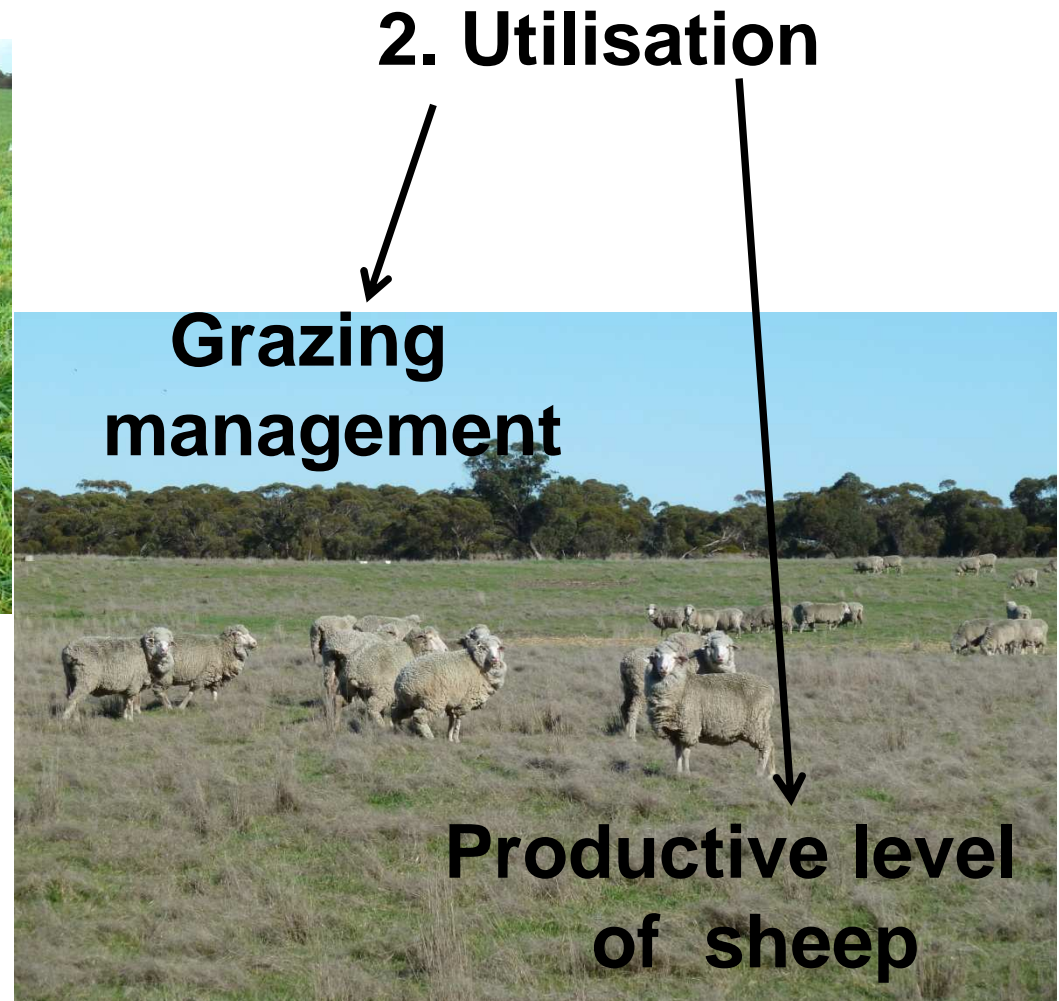 2. Utilisation
Grazing
management
Productive level
of sheep